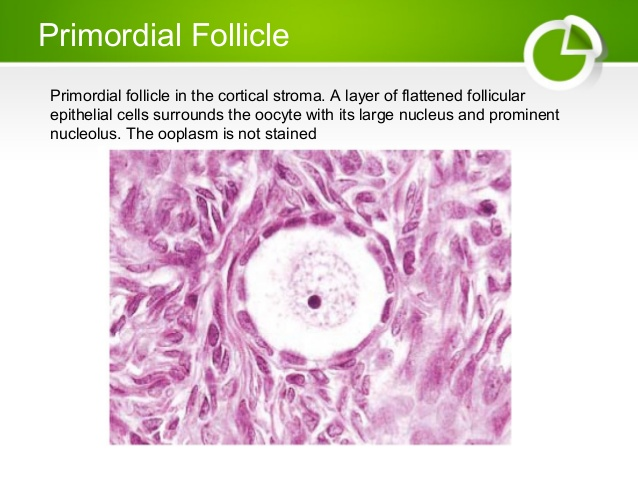 Primordial Follicle
Primordial follicle in the cortical stroma. A layer of flattened follicular
epithelial cells surrounds the oocyte with its large nucleus and prominent
nucleolus. The ooplasm is not stained